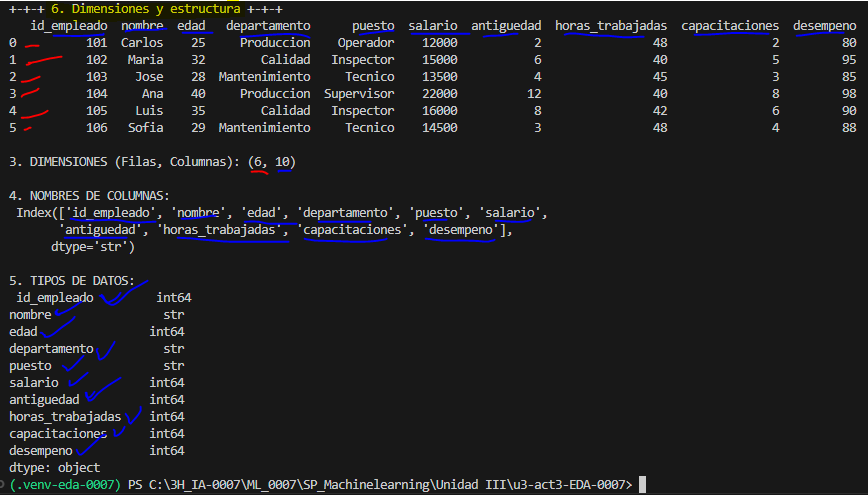 +-+-+ 6. Dimensiones y estructura +-+-+
id_empleado nombre edad departamento puesto salario antiguedad horas_trabajadas capacitaciones desempeno
0 101 Carlos 25 Produccion Operador 12000 2 48 2 80
1 102 Maria 32 Calidad Inspector 15000 6 40 5 95
2 103 Jose 28 Mantenimiento Tecnico 13500 4 45 3 85
3 104 Ana 40 Produccion Supervisor 22000 12 40 8 98
4 105 Luis 35 Calidad Inspector 16000 8 42 6 90
5 106 Sofia 29 Mantenimiento Tecnico 14500 3 48 4 88
3. DIMENSIONES (Filas, Columnas): (6, 10)
4. NOMBRES DE COLUMNAS:
Index(['id_empleado', 'nombre', 'edad', 'departamento', 'puesto', 'salario',
'antiguedad', 'horas_trabajadas', 'capacitaciones', 'desempeno'],
dtype='str')
5. TIPOS DE DATOS:
id_empleado int64
nombre str
edad int64
departamento str
puesto str
salario int64
antiguedad int64
horas_trabajadas int64
capacitaciones int64
desempeno int64
dtype: object
(.venv-eda-0007) PS C:\3H_IA-0007\ML_0007\SP_Machinelearning\Unidad III\u3-act3-EDA-0007>